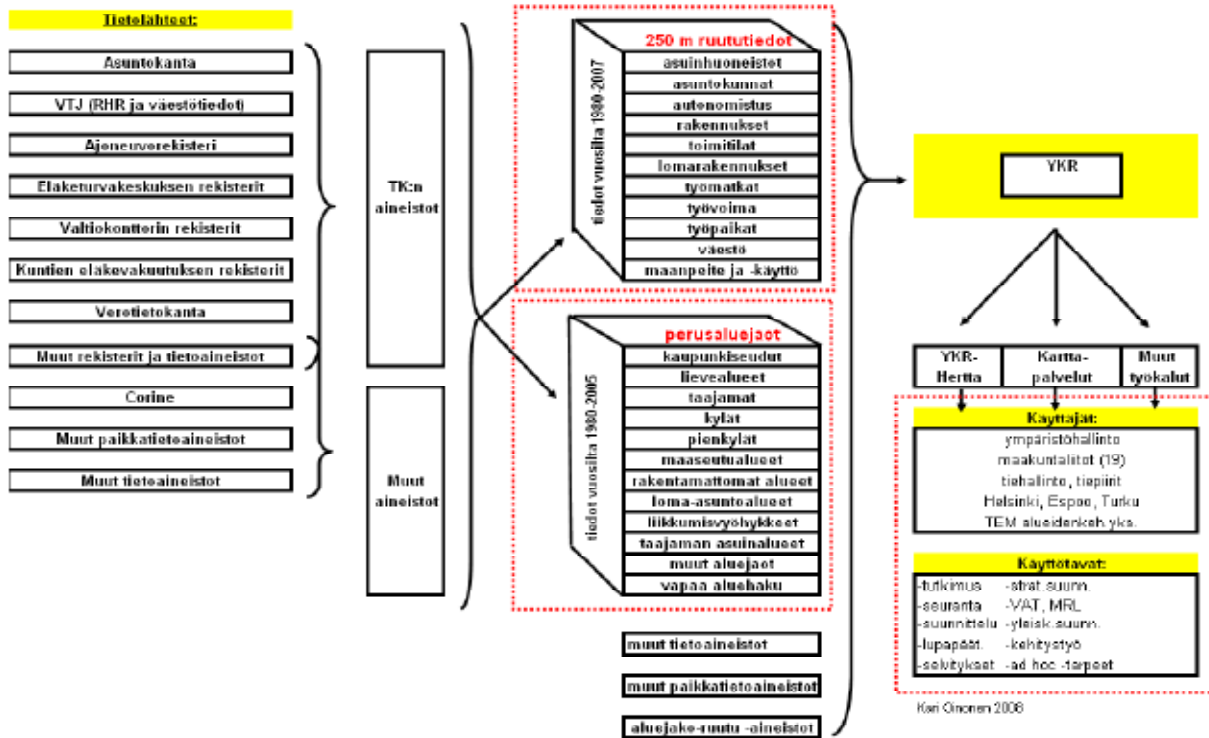 Tietolähteet:
Asuntokanta
VTJ (RHR ja väestötiedot)
Ajoneuvorekisteri
Eläketurvakeskuksen rekisterit
Valtiokonttorin rekisterit
Kuntien eläkevakuutuksen rekisterit
Verotietokanta
Muut rekisterit ja tietoaineistot
Corine
Muut paikkatietoaineistot
Muut tietoaineistot
TK:n
aineistot
Muut
aineistot
250 m ruututiedot
tiedot vuosilta 1980-2007
asuinhuoneistot
asuntokunnat
autonomistus
rakennukset
toimitilat
lomarakennukset
työmatkat
työvoima
työpaikat
väestö
maanpeite ja -käyttö
perusaluejaot
tiedot vuosilta 1980-2005
kaupunkiseudut
lievealueet
taajamat
kylät
pienkylät
maaseutualueet
rakentamattomat alueet
loma-asuntoalueet
liikkumisvyöhykkeet
taajaman asuinalueet
muut aluejaot
vapaa aluehaku
muut tietoaineistot
muut paikkatietoaineistot
aluejako-ruutu -aineistot
YKR
YKR-
Hertta
Kartta-
palvelut
Muut
työkalut
Käyttäjät:
ympäristöhallinto
maakuntaliitot (19)
tiehallinto, tiepiirit
Helsinki, Espoo, Turku
TEM alueidenkeh.yks.
Käyttötavat:
-tutkimus -strat.suunn.
-seuranta -VAT, MRL
-suunnittelu -yleisk.suunn.
-lupapäät. -kehitystyö
-selvitykset -ad hoc -tarpeet
Kari Oinonen 2008